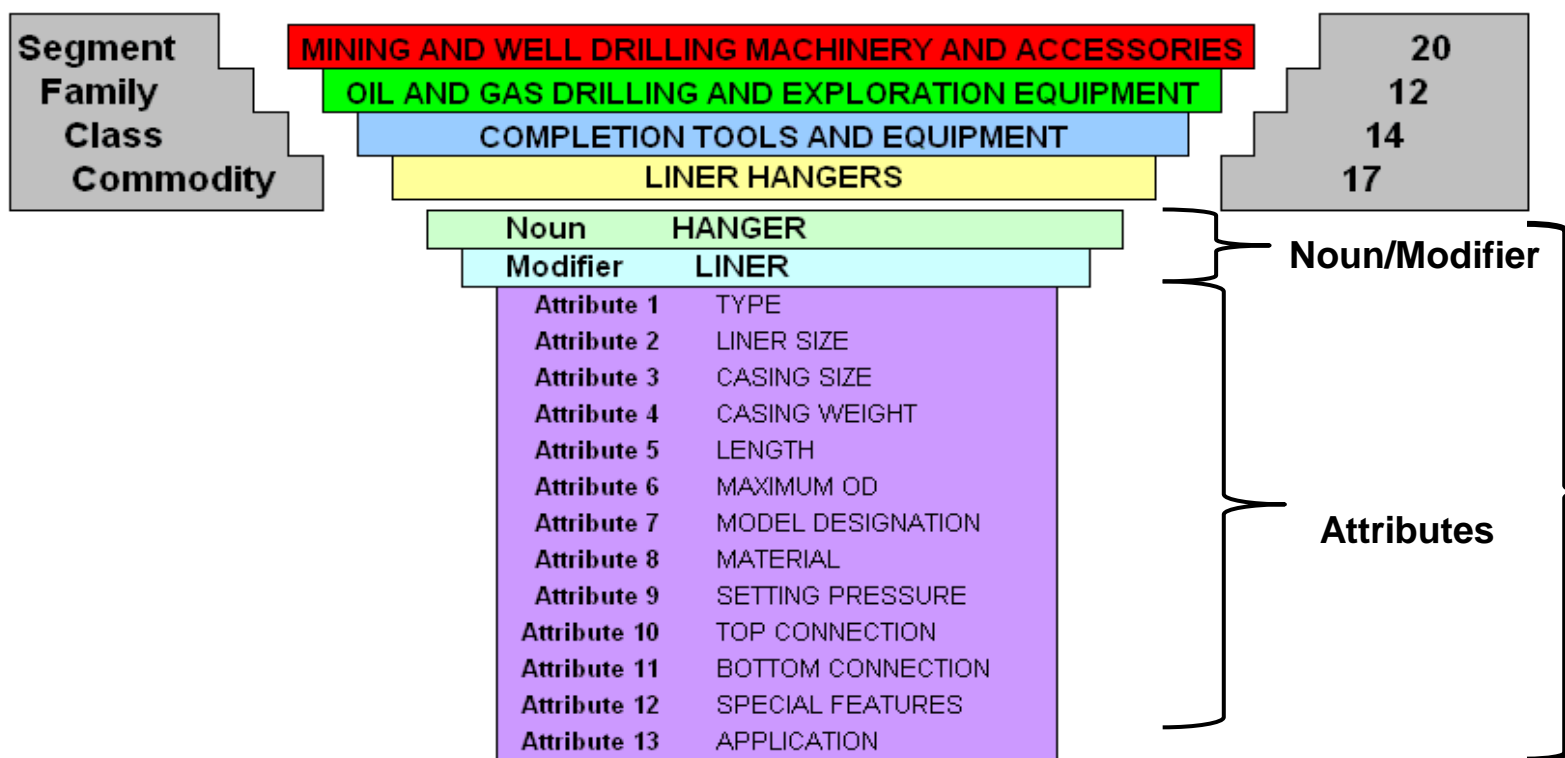 Segment MINING AND WELL DRILLING MACHINERY AND ACCESSORIES 20
Family OIL AND GAS DRILLING AND EXPLORATION EQUIPMENT 12
Class COMPLETION TOOLS AND EQUIPMENT 14
Commodity LINER HANGERS 17
Noun HANGER
Modifier LINER
Noun/Modifier
Attribute 1 TYPE
Attribute 2 LINER SIZE
Attribute 3 CASING SIZE
Attribute 4 CASING WEIGHT
Attribute 5 LENGTH
Attribute 6 MAXIMUM OD
Attribute 7 MODEL DESIGNATION
Attribute 8 MATERIAL
Attribute 9 SETTING PRESSURE
Attribute 10 TOP CONNECTION
Attribute 11 BOTTOM CONNECTION
Attribute 12 SPECIAL FEATURES
Attribute 13 APPLICATION
Attributes